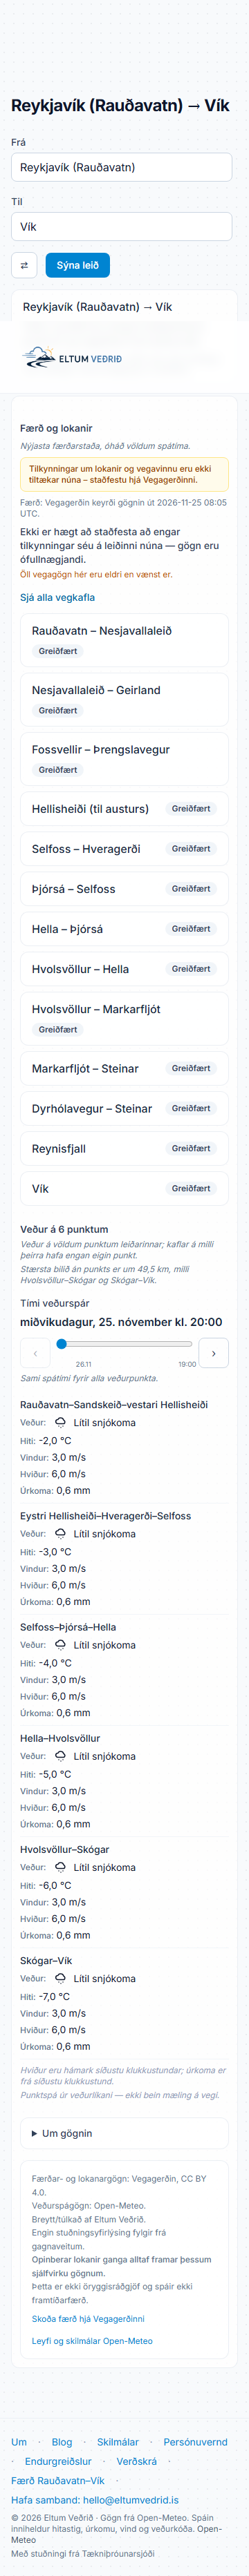 Reykjavík (Rauðavatn) → Vík
Frá
Reykjavík (Rauðavatn)
Til
Vík
⇄
Sýna leið
Reykjavík (Rauðavatn) → Vík
ELTUM VEÐRIÐ
Færð og lokanir
Nýjasta færðarstaða, óháð völdum spátíma.
Tilkynningar um lokanir og vegavinnu eru ekki
tiltækar núna – staðfestu hjá Vegagerðinni.
Færð: Vegagerðin keyrði gögnin út 2026-11-25 08:05
UTC.
Ekki er hægt að staðfesta að engar
tilkynningar séu á leiðinni núna — gögn eru
ófullnægjandi.
Öll vegagögn hér eru eldri en vænst er.
Sjá alla vegkafla
Rauðavatn – Nesjavallaleið
Greiðfært
Nesjavallaleið – Geirland
Greiðfært
Fossvellir – Þrengslavegur
Greiðfært
Hellisheiði (til austurs) Greiðfært
Selfoss – Hveragerði Greiðfært
Þjórsá – Selfoss Greiðfært
Hella – Þjórsá Greiðfært
Hvolsvöllur – Hella Greiðfært
Hvolsvöllur – Markarfljót
Greiðfært
Markarfljót – Steinar Greiðfært
Dyrhólavegur – Steinar Greiðfært
Reynisfjall Greiðfært
Vík Greiðfært
Veður á 6 punktum
Veður á völdum punktum leiðarinnar; kaflar á milli
þeirra hafa engan eigin punkt.
Stærsta bilið án punkts er um 49,5 km, milli
Hvolsvöllur–Skógar og Skógar–Vík.
Tími veðurspár
miðvikudagur, 25. nóvember kl. 20:00
‹ ›
26.11 19:00
Sami spátími fyrir alla veðurpunkta.
Rauðavatn–Sandskeið–vestari Hellisheiði
Veður: Lítil snjókoma
Hiti: -2,0 °C
Vindur: 3,0 m/s
Hviður: 6,0 m/s
Úrkoma: 0,6 mm
Eystri Hellisheiði–Hveragerði–Selfoss
Veður: Lítil snjókoma
Hiti: -3,0 °C
Vindur: 3,0 m/s
Hviður: 6,0 m/s
Úrkoma: 0,6 mm
Selfoss–Þjórsá–Hella
Veður: Lítil snjókoma
Hiti: -4,0 °C
Vindur: 3,0 m/s
Hviður: 6,0 m/s
Úrkoma: 0,6 mm
Hella–Hvolsvöllur
Veður: Lítil snjókoma
Hiti: -5,0 °C
Vindur: 3,0 m/s
Hviður: 6,0 m/s
Úrkoma: 0,6 mm
Hvolsvöllur–Skógar
Veður: Lítil snjókoma
Hiti: -6,0 °C
Vindur: 3,0 m/s
Hviður: 6,0 m/s
Úrkoma: 0,6 mm
Skógar–Vík
Veður: Lítil snjókoma
Hiti: -7,0 °C
Vindur: 3,0 m/s
Hviður: 6,0 m/s
Úrkoma: 0,6 mm
Hviður eru hámark síðustu klukkustundar; úrkoma er
frá síðustu klukkustund.
Punktspá úr veðurlíkani — ekki bein mæling á vegi.
▶ Um gögnin
Færðar- og lokanargögn: Vegagerðin, CC BY
4.0.
Veðurspágögn: Open-Meteo.
Breytt/túlkað af Eltum Veðrið.
Engin stuðningsyfirlýsing fylgir frá
gagnaveitum.
Opinberar lokanir ganga alltaf framar þessum
sjálfvirku gögnum.
Þetta er ekki öryggisráðgjöf og spáir ekki
framtíðarfærð.
Skoða færð hjá Vegagerðinni
Leyfi og skilmálar Open-Meteo
Um · Blog · Skilmálar · Persónuvernd
· Endurgreiðslur · Verðskrá ·
Færð Rauðavatn–Vík ·
Hafa samband: hello@eltumvedrid.is
© 2026 Eltum Veðrið · Gögn frá Open-Meteo. Spáin
inniheldur hitastig, úrkomu, vind og veðurkóða. Open-
Meteo
Með stuðningi frá Tækniþróunarsjóði